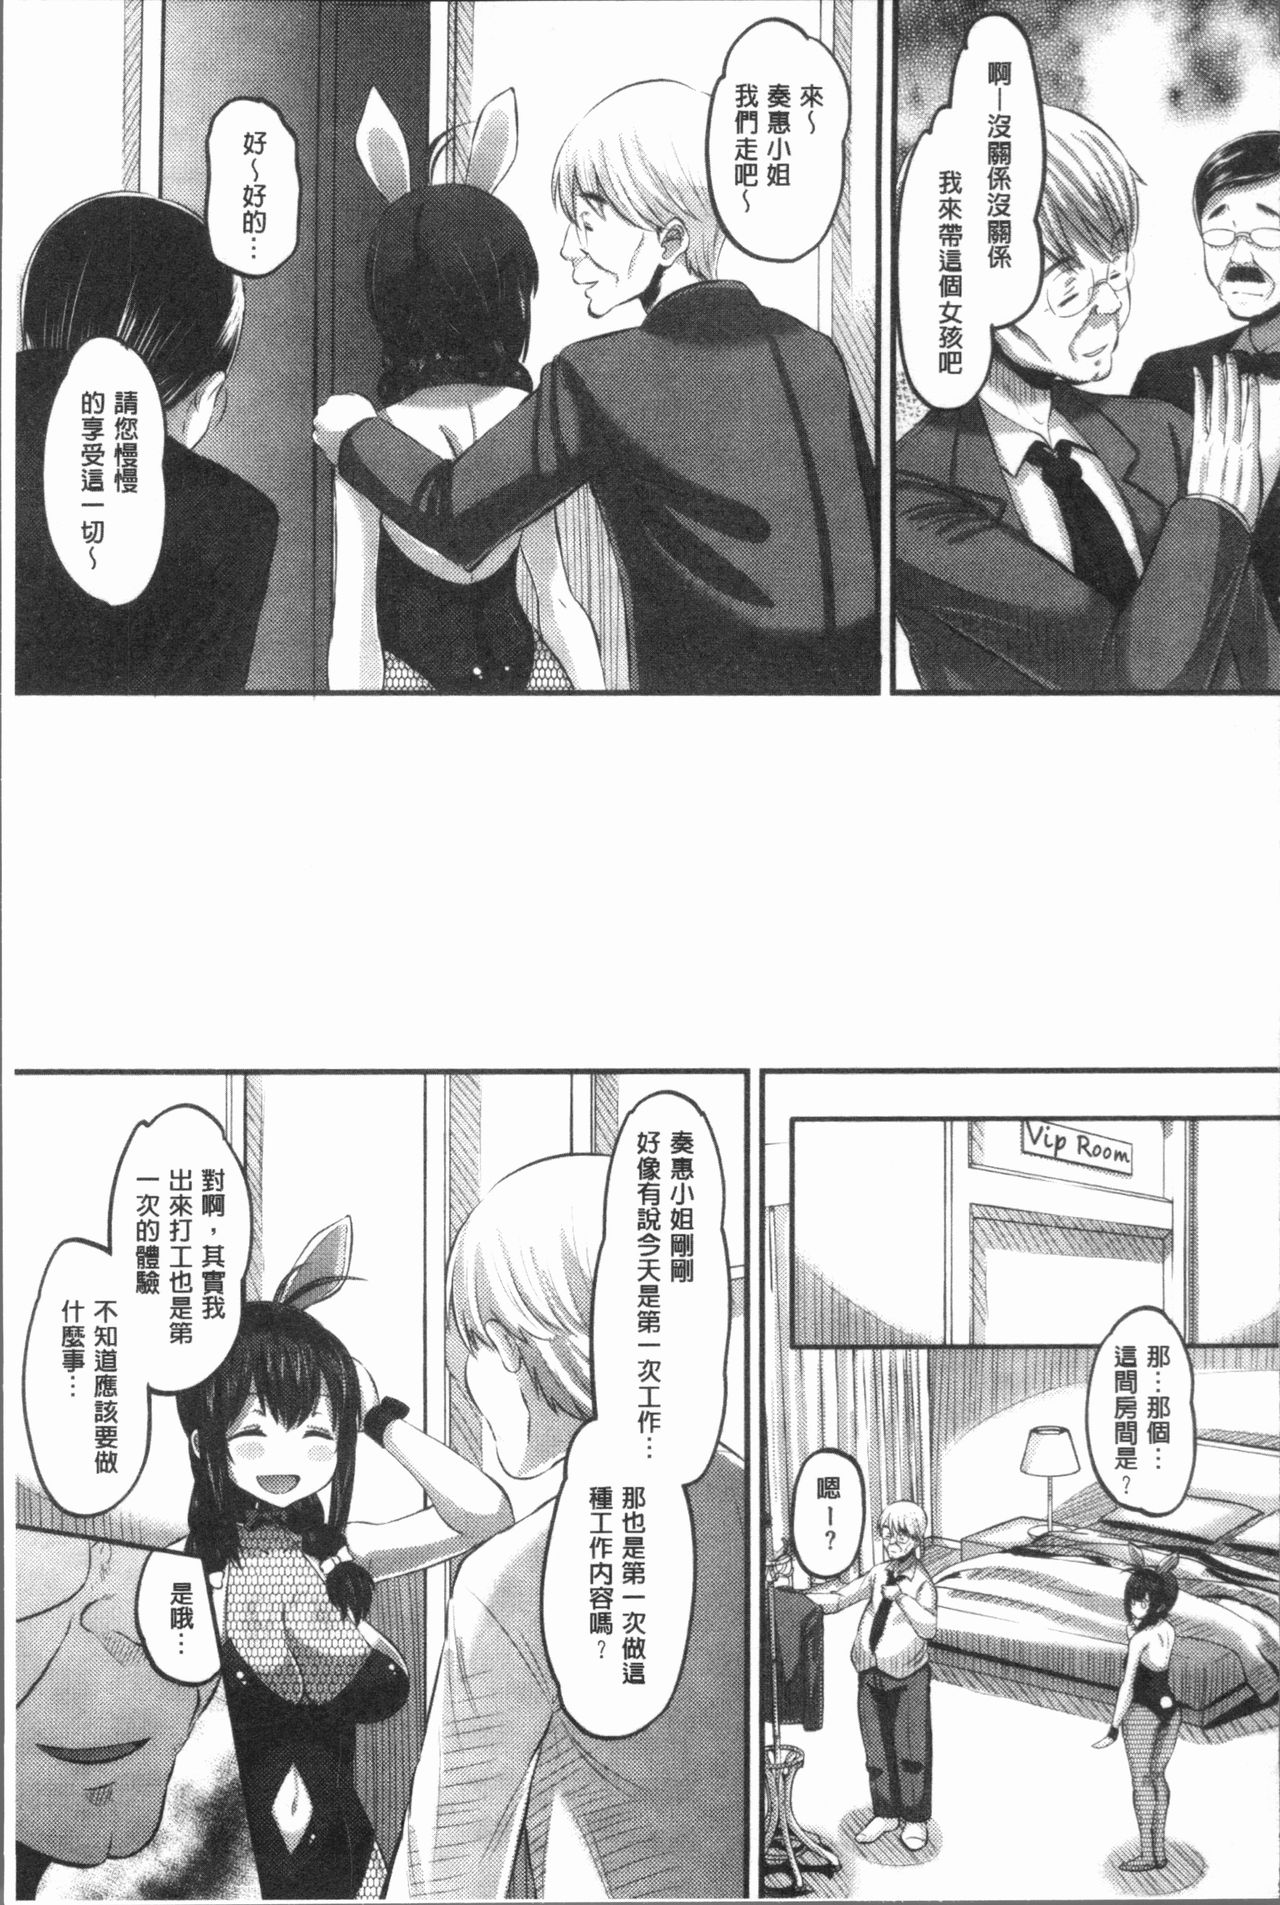 啊—沒關係沒關係
我來帶這個女孩吧
來～
奏惠小姐
我們走吧～
好～好的…
請您慢慢
的享受這一切～
Vip Room
那…那個…
這間房間是?
嗯—?
奏惠小姐剛剛
好像有說今天是第一次工作…
那也是第一次做這
種工作內容嗎?
對啊，其實我
出來打工也是第
一次的體驗
不知道應該要做
什麼事…
是哦…